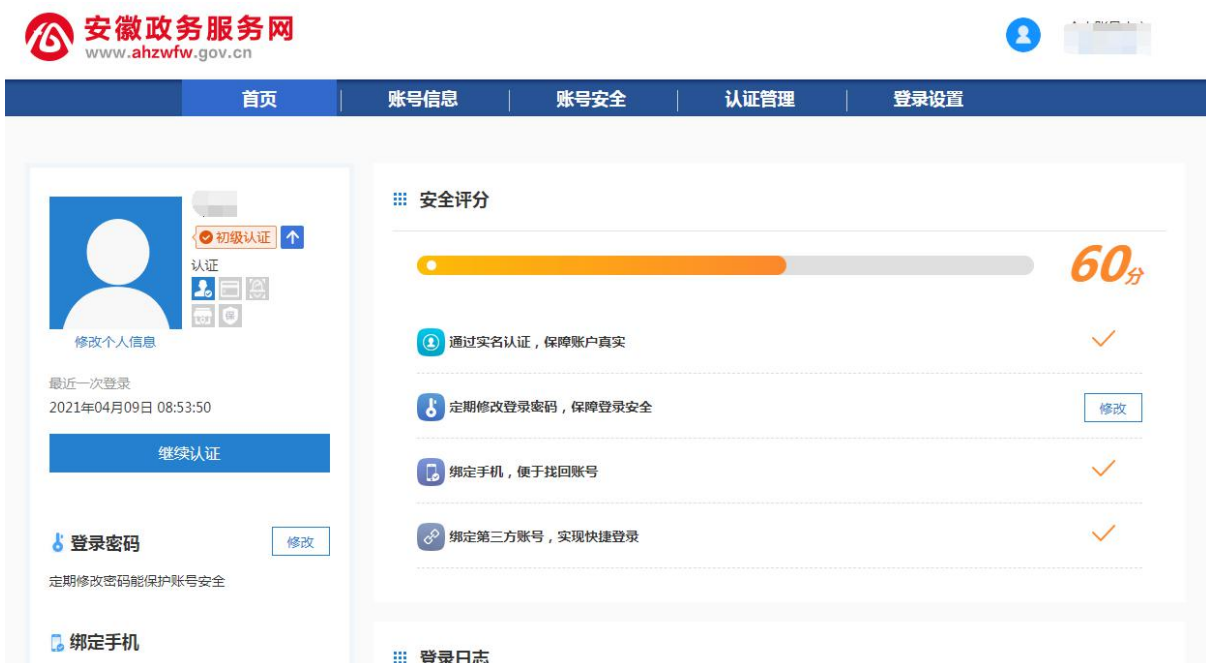 安徽政务服务网
www.ahzwfw.gov.cn
首页
账号信息
账号安全
认证管理
登录设置
初级认证
认证
修改个人信息
最近一次登录
2021年04月09日 08:53:50
继续认证
登录密码
修改
定期修改密码能保护账号安全
绑定手机
安全评分
60分
通过实名认证，保障账户真实
定期修改登录密码，保障登录安全
修改
绑定手机，便于找回账号
绑定第三方账号，实现快捷登录
登录日志